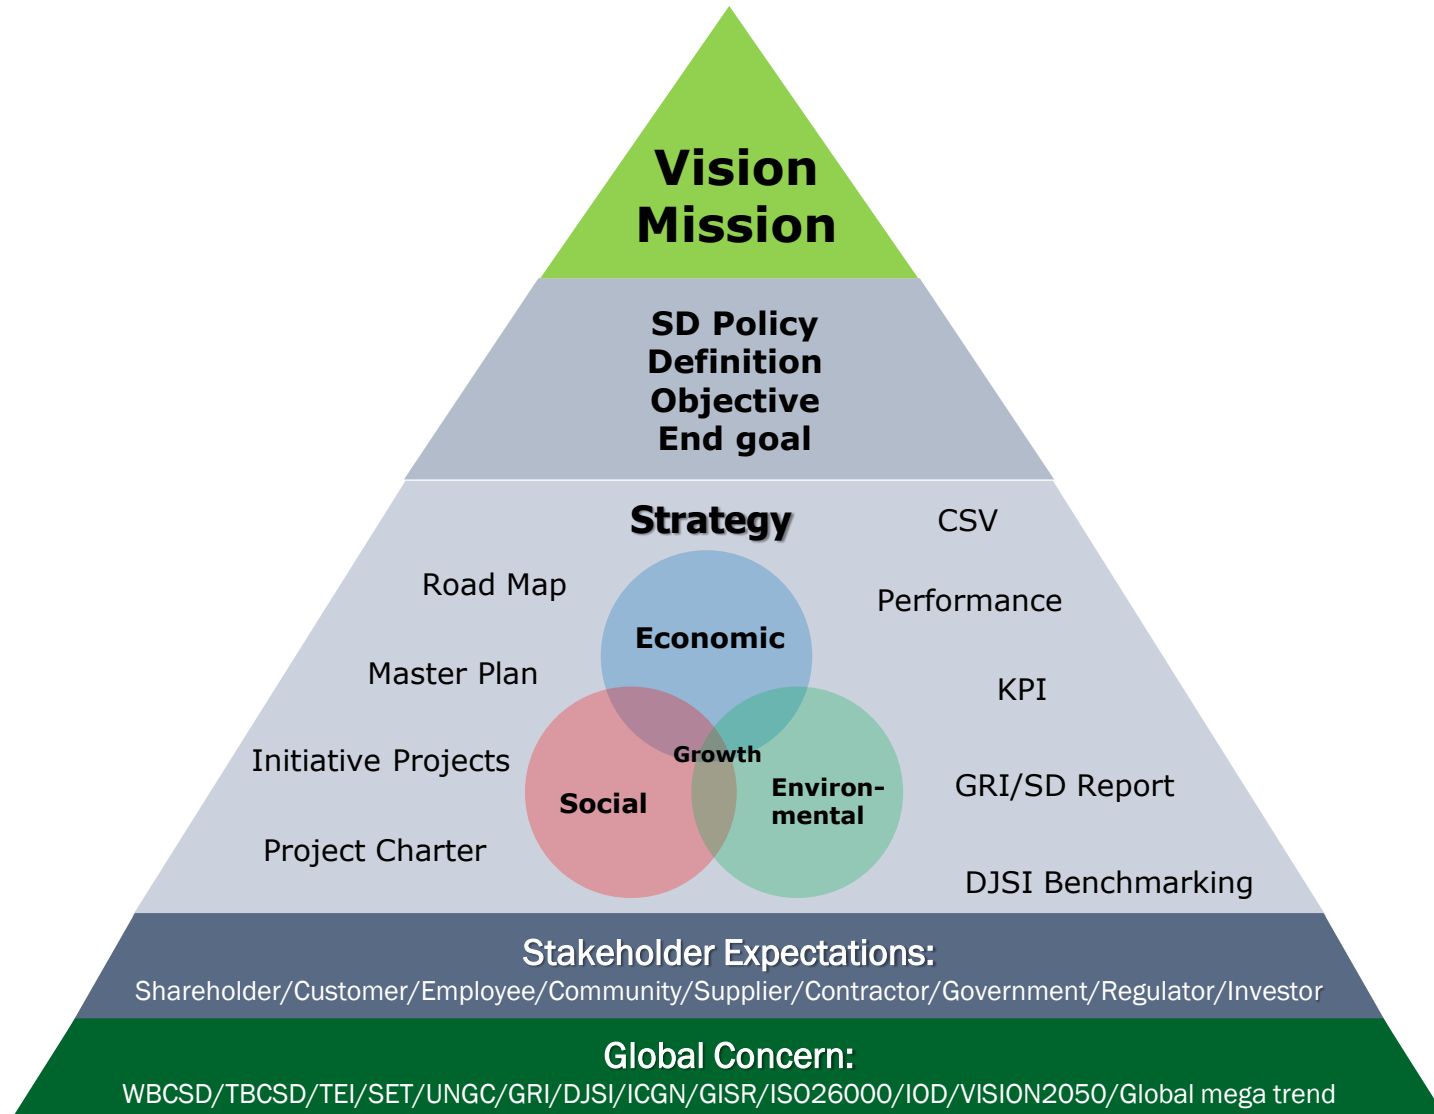 Vision
Mission
SD Policy
Definition
Objective
End goal
Strategy
CSV
Road Map
Performance
Economic
Master Plan
KPI
Growth
Initiative Projects
GRI/SD Report
Environ-
mental
Social
Project Charter
DJSI Benchmarking
Stakeholder Expectations:
Shareholder/Customer/Employee/Community/Supplier/Contractor/Government/Regulator/Investor
Global Concern:
WBCSD/TBCSD/TEI/SET/UNGC/GRI/DJSI/ICGN/GISR/ISO26000/IOD/VISION2050/Global mega trend